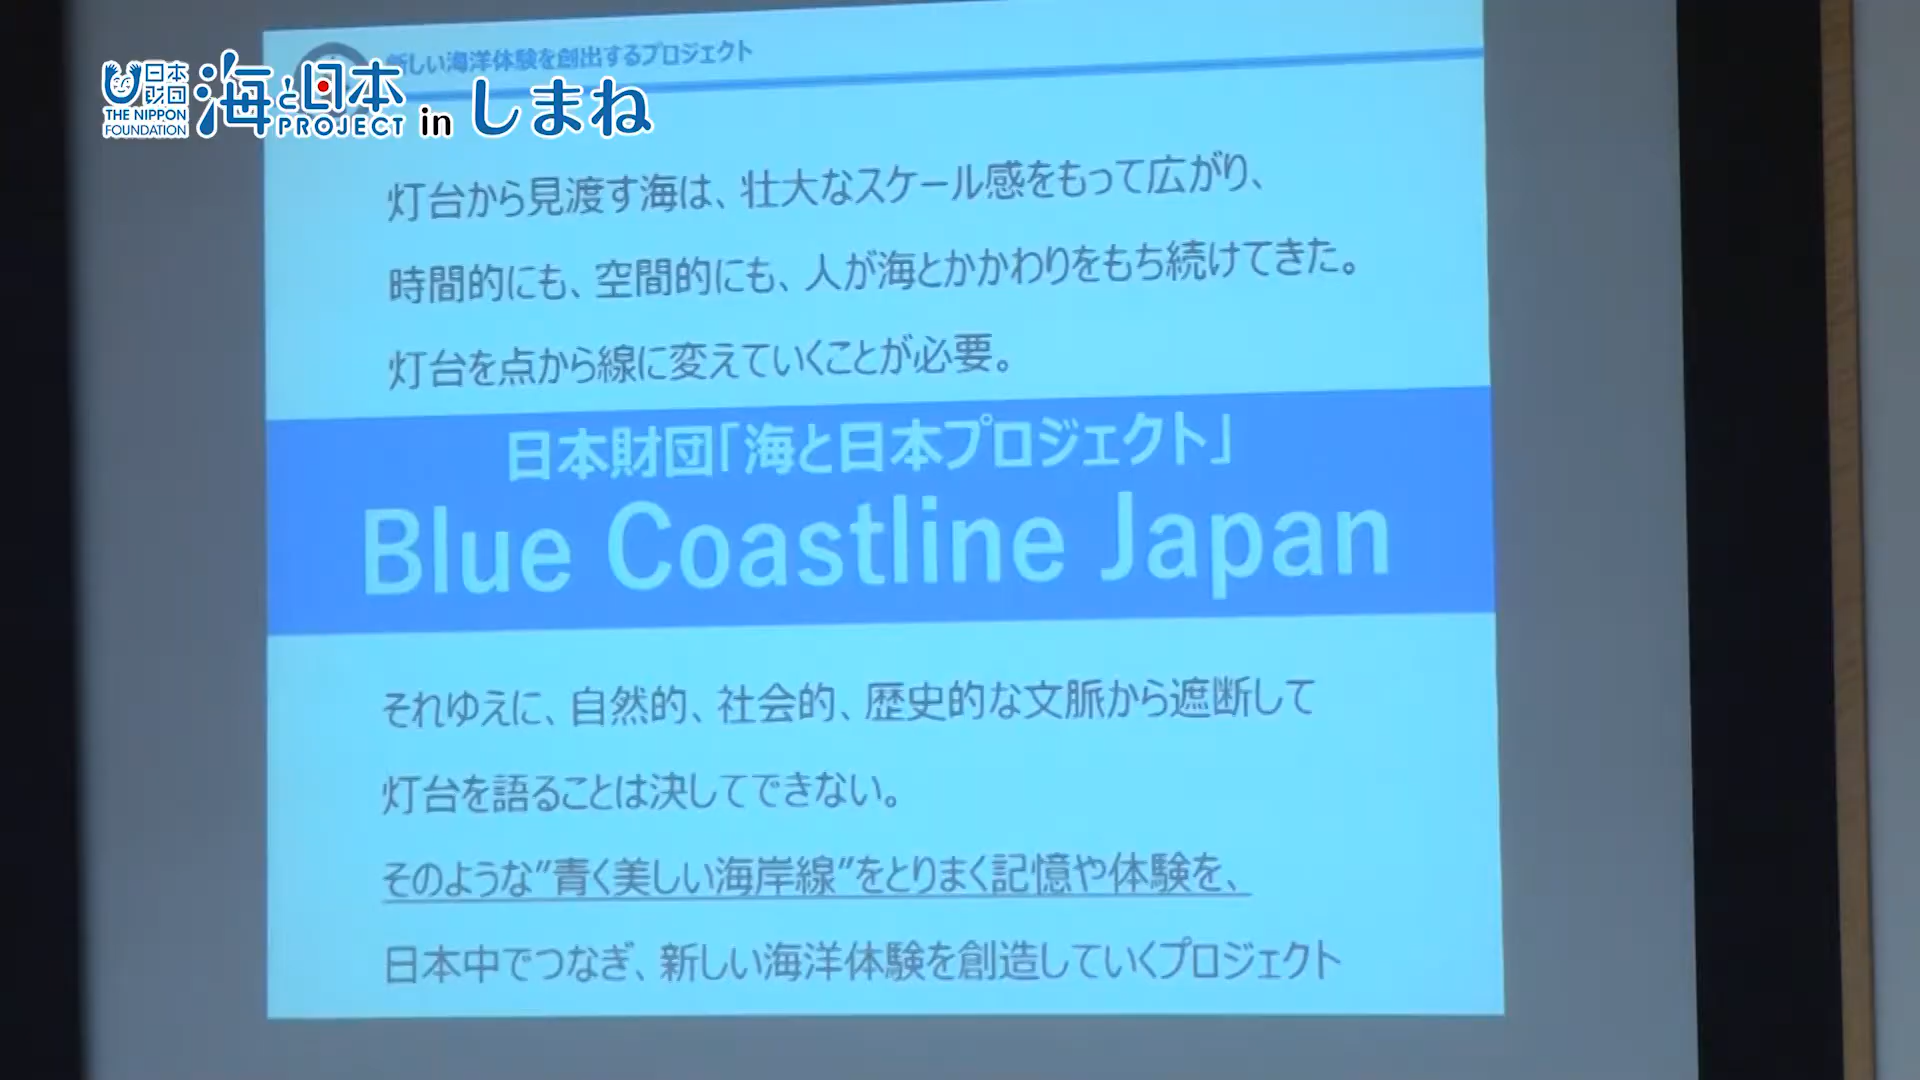 新しい海洋体験を創出するプロジェクト
日本
財団
THE NIPPON
FOUNDATION
海と日本
PROJECT
in しまね
灯台から見渡す海は、壮大なスケール感をもって広がり、
時間的にも、空間的にも、人が海とかかわりをもち続けてきた。
灯台を点から線に変えていくことが必要。
日本財団「海と日本プロジェクト」
Blue Coastline Japan
それゆえに、自然的、社会的、歴史的な文脈から遮断して
灯台を語ることは決してできない。
そのような”青く美しい海岸線”をとりまく記憶や体験を、
日本中でつなぎ、新しい海洋体験を創造していくプロジェクト